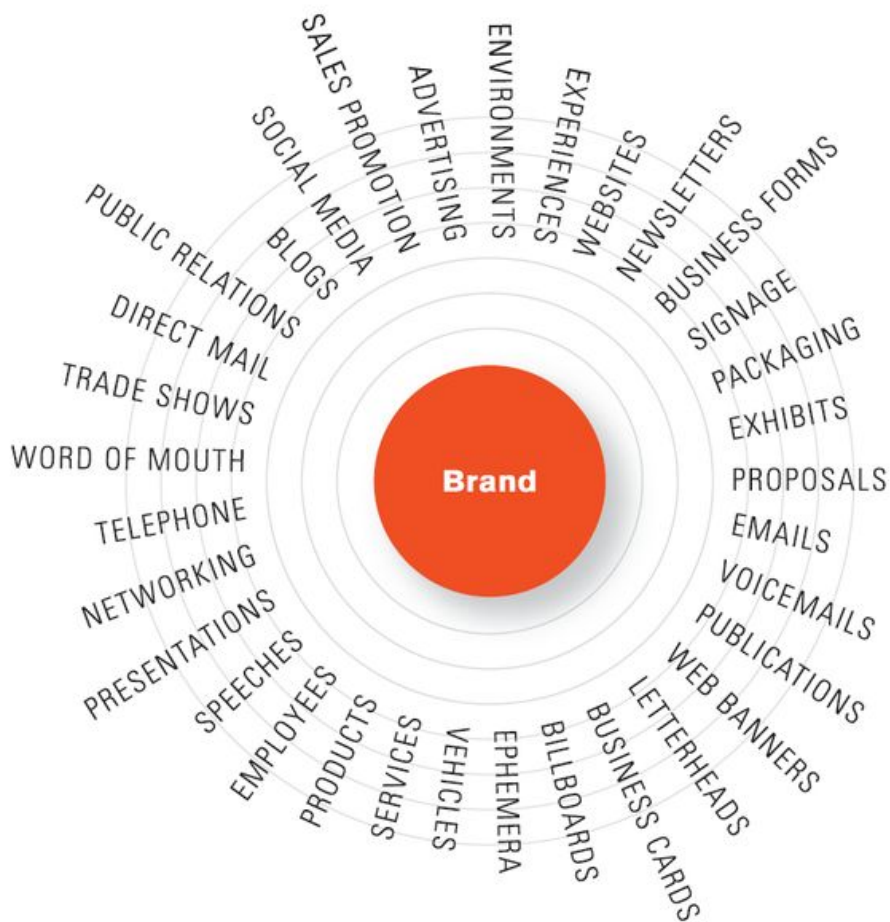 Brand
ENVIRONMENTS
EXPERIENCES
WEBSITES
NEWSLETTERS
BUSINESS FORMS
SIGNAGE
PACKAGING
EXHIBITS
PROPOSALS
EMAILS
VOICEMAILS
PUBLICATIONS
WEB BANNERS
LETTERHEADS
BUSINESS CARDS
BILLBOARDS
EPHEMERA
VEHICLES
SERVICES
PRODUCTS
EMPLOYEES
SPEECHES
PRESENTATIONS
NETWORKING
TELEPHONE
WORD OF MOUTH
TRADE SHOWS
DIRECT MAIL
PUBLIC RELATIONS
BLOGS
SOCIAL MEDIA
SALES PROMOTION
ADVERTISING